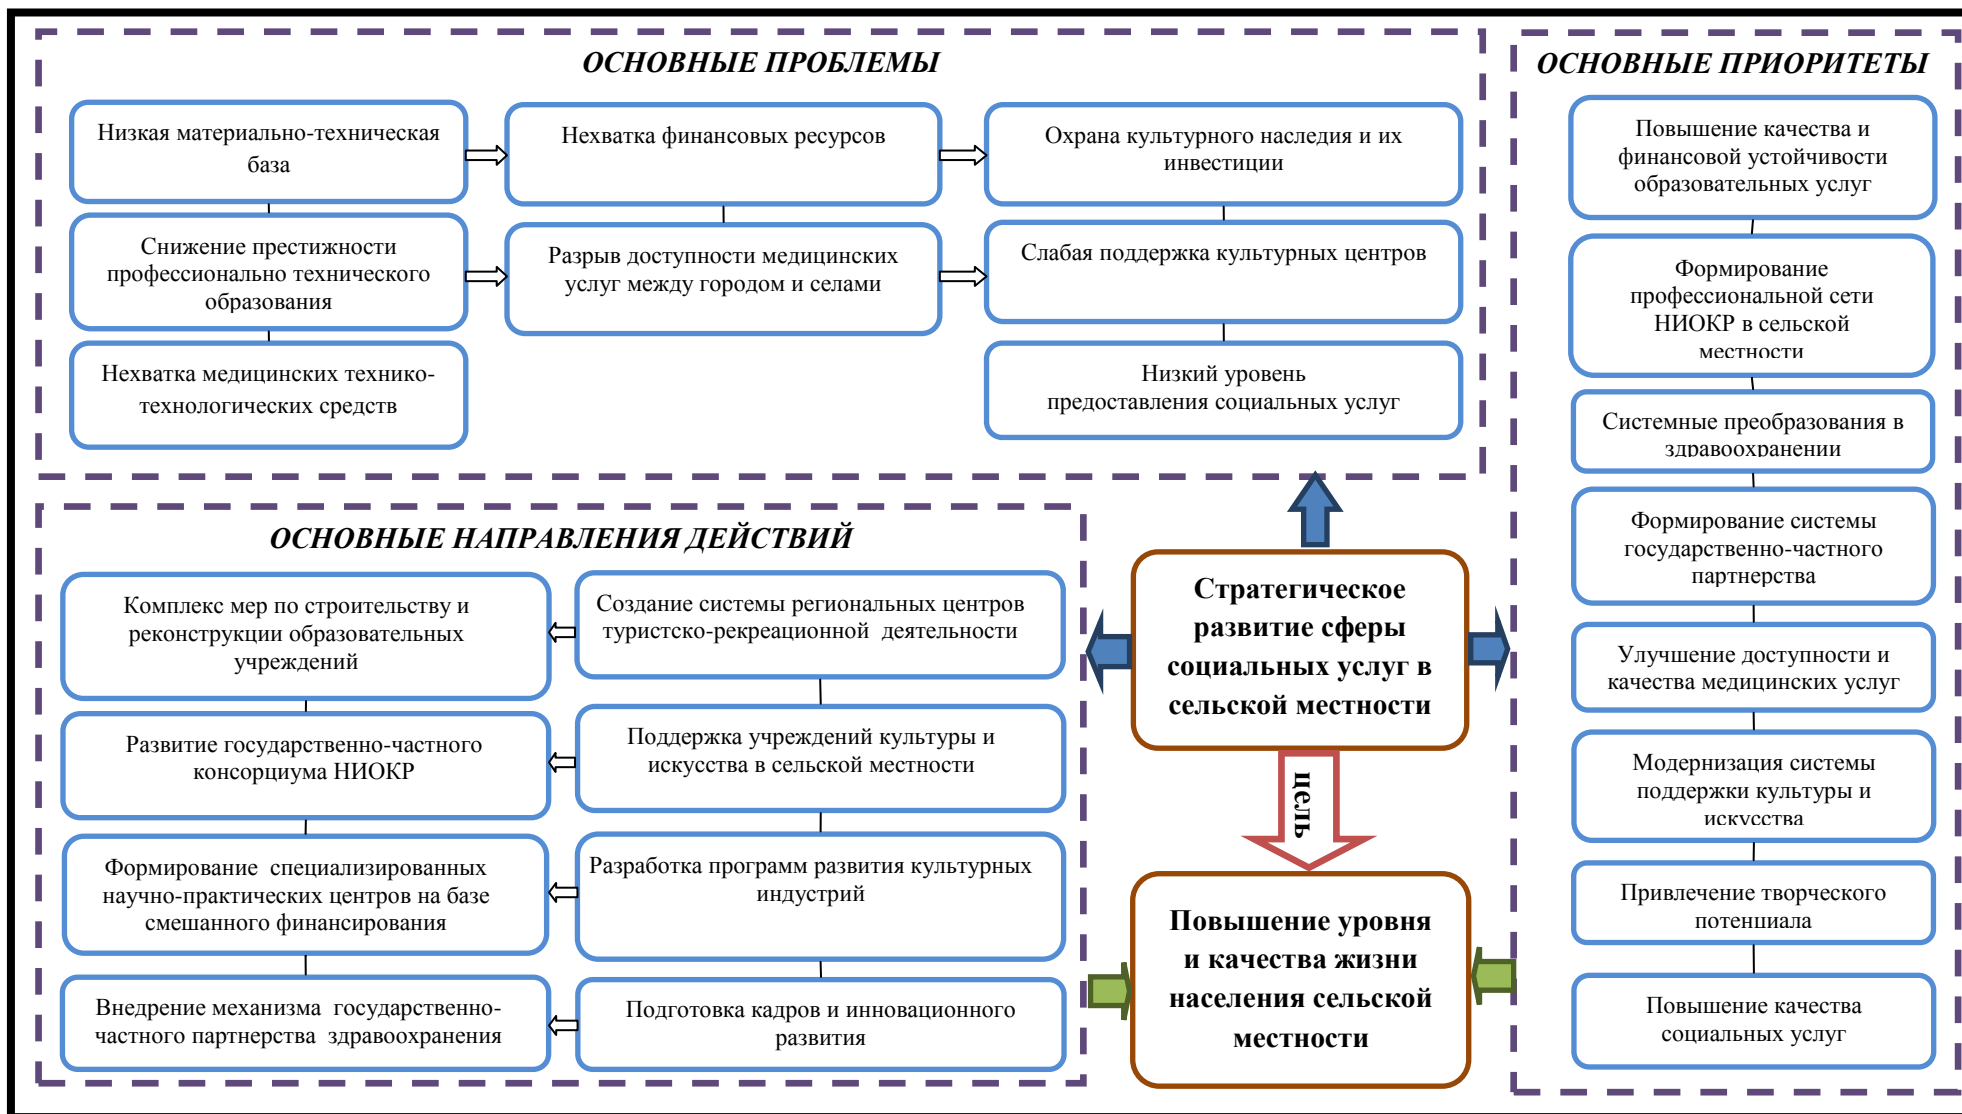 ОСНОВНЫЕ ПРОБЛЕМЫ
Низкая материально-техническая
база
Нехватка финансовых ресурсов
Охрана культурного наследия и их
инвестиции
Снижение престижности
профессионально технического
образования
Разрыв доступности медицинских
услуг между городом и селами
Слабая поддержка культурных центров
Нехватка медицинских технико-
технологических средств
Низкий уровень
предоставления социальных услуг
ОСНОВНЫЕ ПРИОРИТЕТЫ
Повышение качества и
финансовой устойчивости
образовательных услуг
Формирование
профессиональной сети
НИОКР в сельской
местности
Системные преобразования в
здравоохранении
Формирование системы
государственно-частного
партнерства
Улучшение доступности и
качества медицинских услуг
Модернизация системы
поддержки культуры и
искусства
Привлечение творческого
потенциала
Повышение качества
социальных услуг
ОСНОВНЫЕ НАПРАВЛЕНИЯ ДЕЙСТВИЙ
Комплекс мер по строительству и
реконструкции образовательных
учреждений
Создание системы региональных центров
туристско-рекреационной деятельности
Развитие государственно-частного
консорциума НИОКР
Поддержка учреждений культуры и
искусства в сельской местности
Формирование специализированных
научно-практических центров на базе
смешанного финансирования
Разработка программ развития культурных
индустрий
Внедрение механизма государственно-
частного партнерства здравоохранения
Подготовка кадров и инновационного
развития
Стратегическое
развитие сферы
социальных услуг в
сельской местности
цель
Повышение уровня
и качества жизни
населения сельской
местности